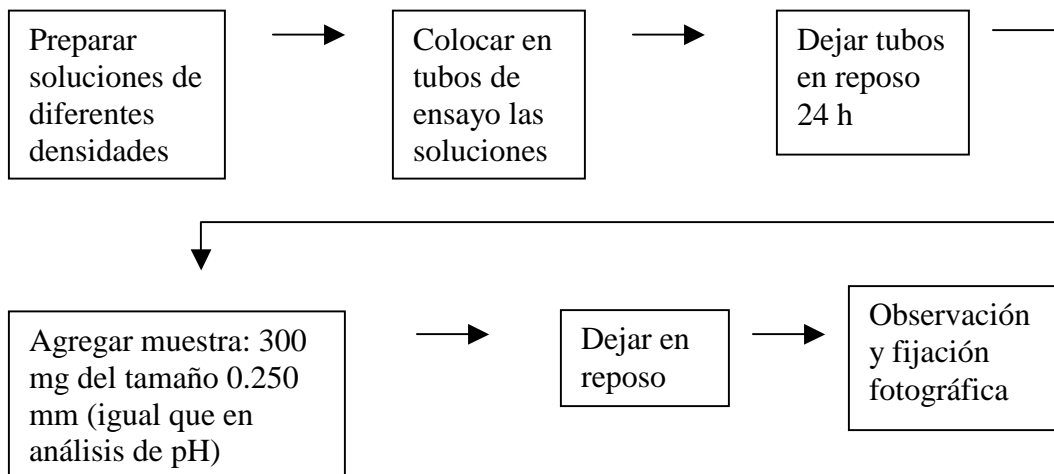 Preparar
soluciones de
diferentes
densidades
Colocar en
tubos de
ensayo las
soluciones
Dejar tubos
en reposo
24 h
Agregar muestra: 300
mg del tamaño 0.250
mm (igual que en
análisis de pH)
Dejar en
reposo
Observación
y fijación
fotográfica